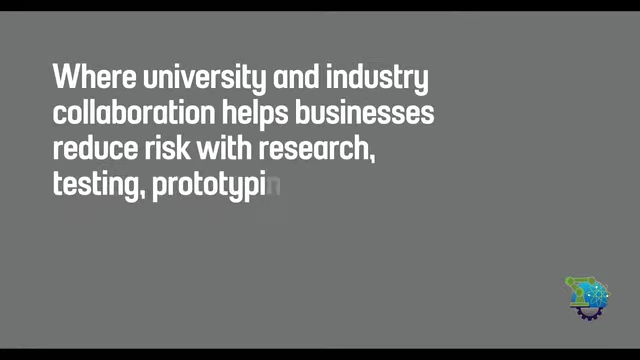 Where university and industry
collaboration helps businesses
reduce risk with research,
testing, prototypin